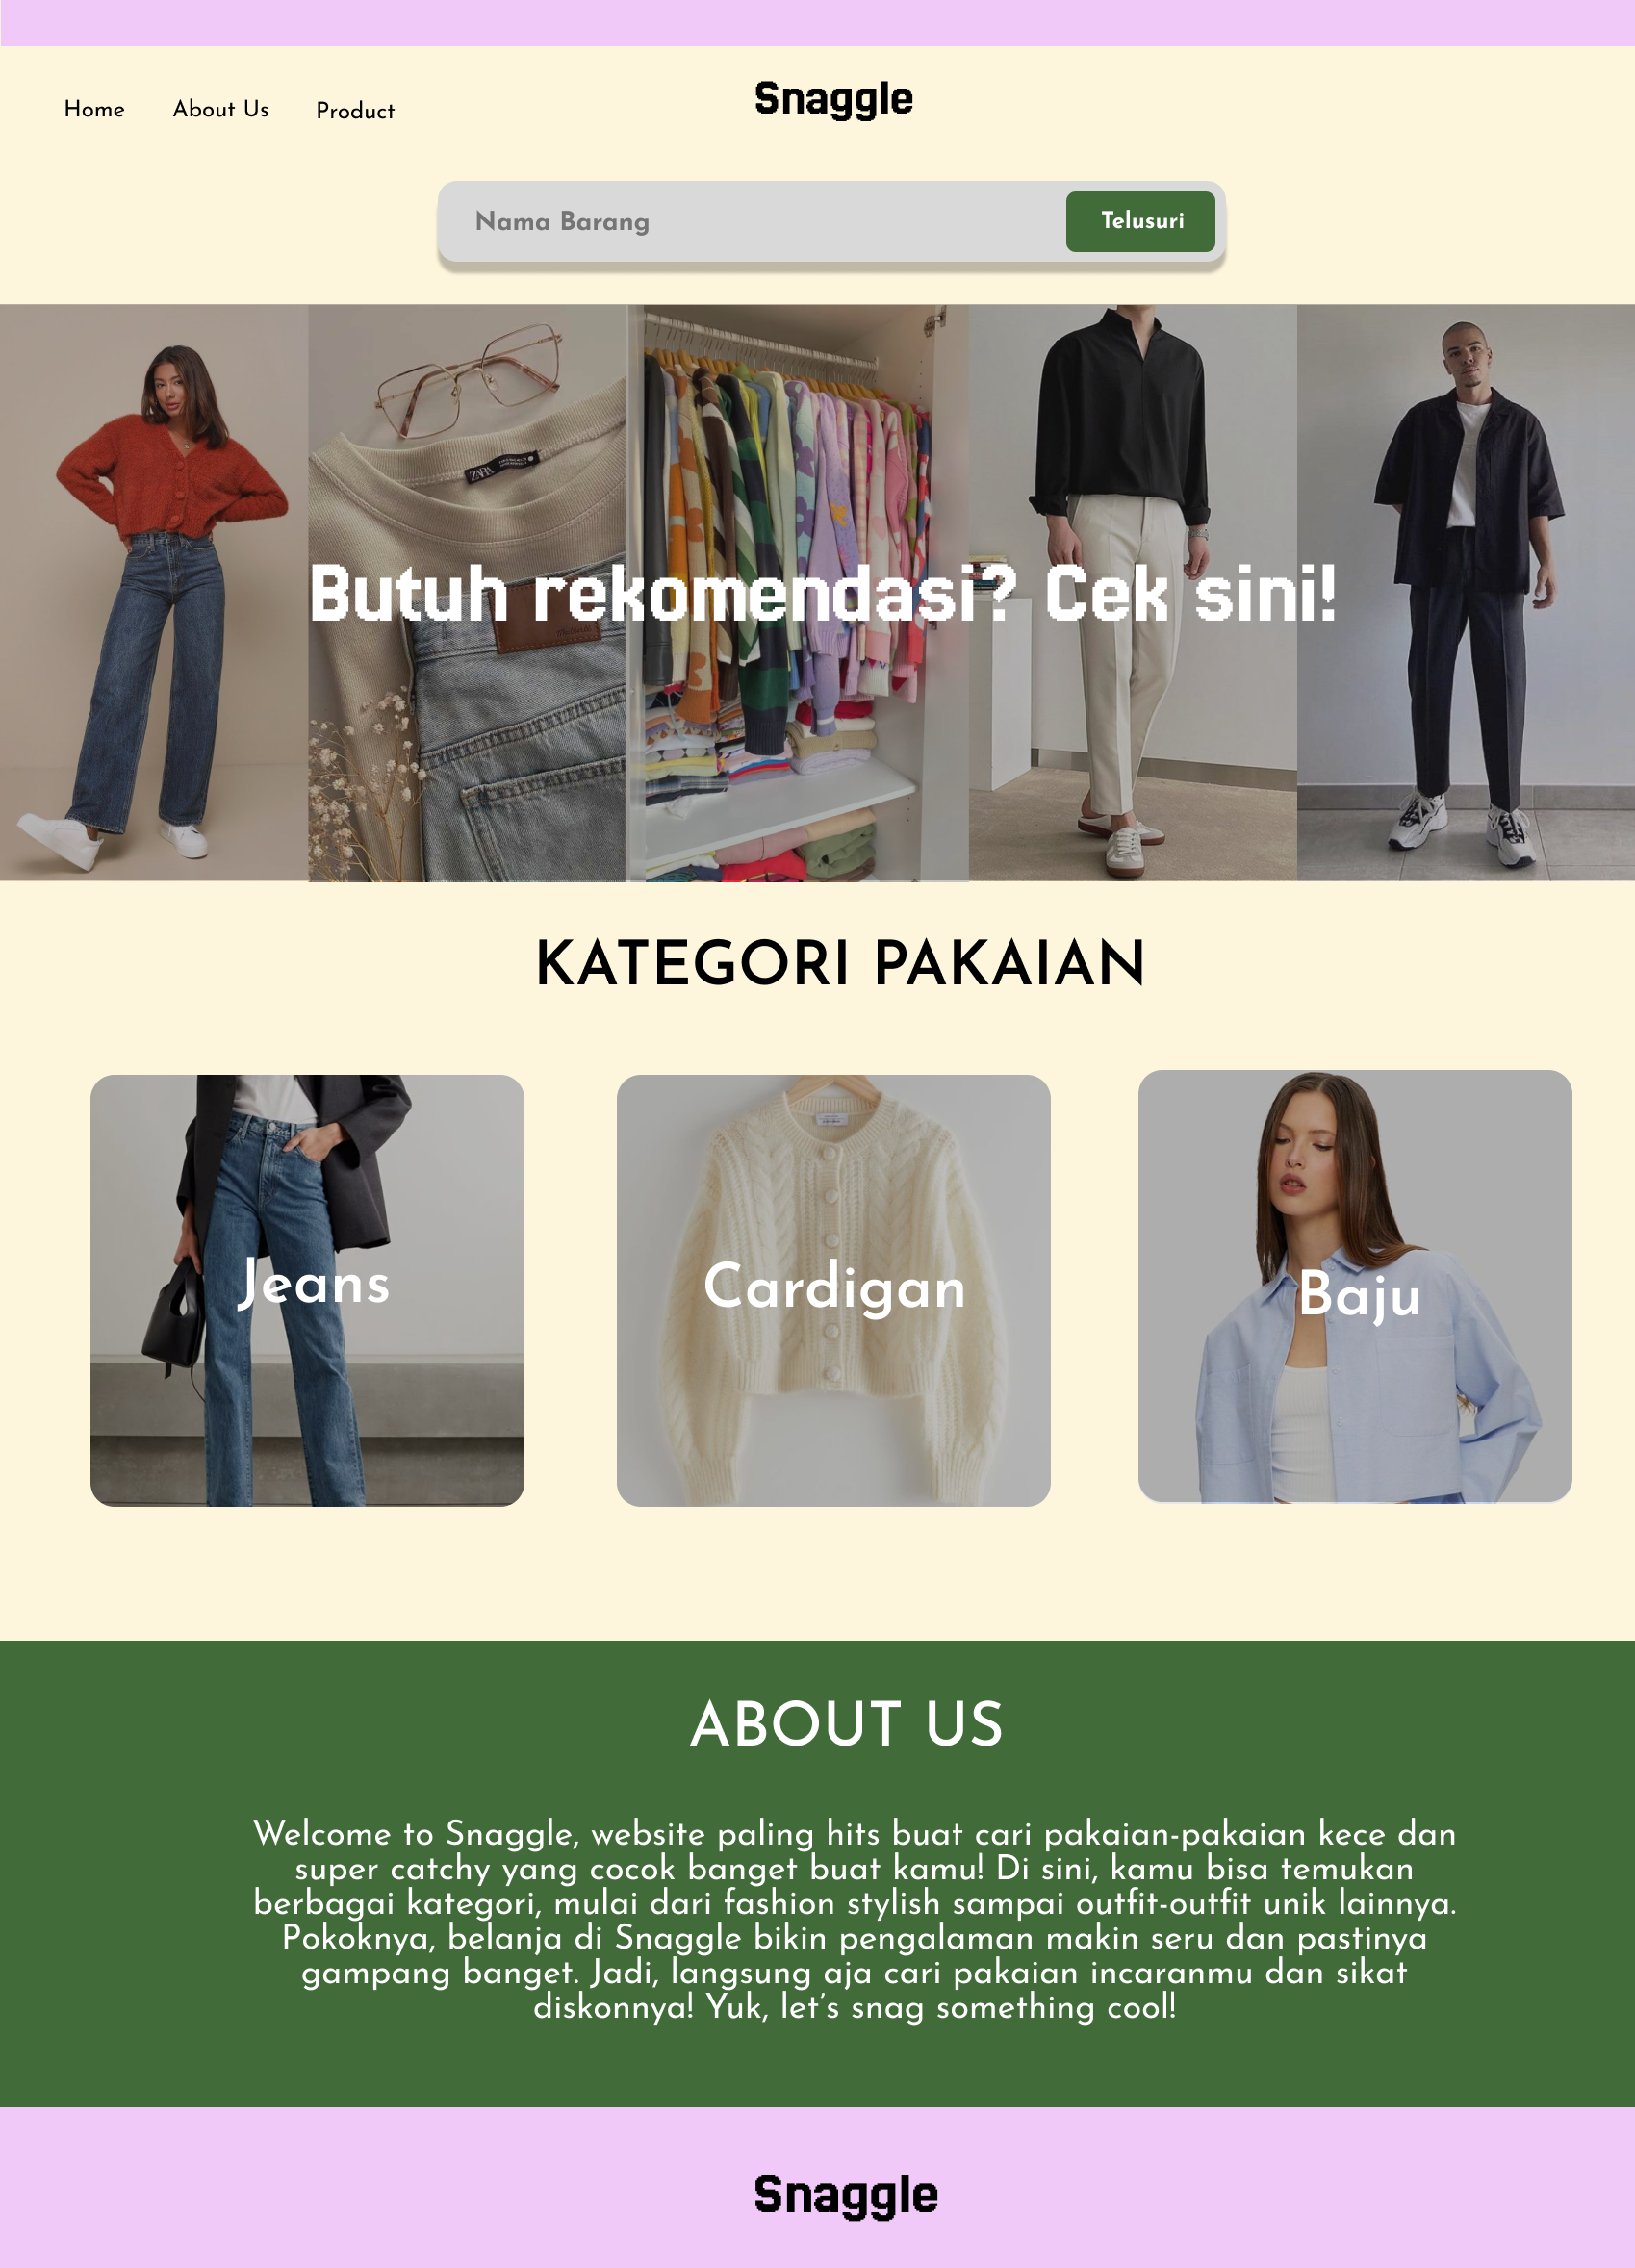 Home About Us Product
Snaggle
Nama Barang
Telusuri
ZARA
Butuh rekomendasi? Cek sini!
KATEGORI PAKAIAN
Jeans
Cardigan
Baju
ABOUT US
Welcome to Snaggle, website paling hits buat cari pakaian-pakaian kece dan
super catchy yang cocok banget buat kamu! Di sini, kamu bisa temukan
berbagai kategori, mulai dari fashion stylish sampai outfit-outfit unik lainnya.
Pokoknya, belanja di Snaggle bikin pengalaman makin seru dan pastinya
gampang banget. Jadi, langsung aja cari pakaian incaranmu dan sikat
diskonnya! Yuk, let’s snag something cool!
Snaggle